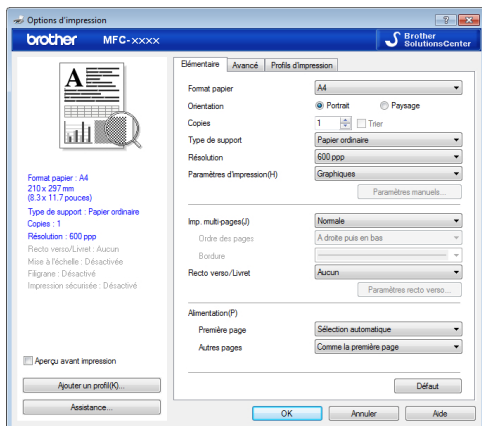 Options d'impression
brother MFC-xxxx
Brother
SolutionsCenter
A
Format papier : A4
210 x 297 mm
(8.3 x 11.7 pouces)
Type de support : Papier ordinaire
Copies : 1
Résolution : 600 ppp
Recto verso/Livret : Aucun
Mise à l'échelle : Désactivée
Filigrane : Désactivé
Impression sécurisée : Désactivé
Aperçu avant impression
Ajouter un profil(K)...
Assistance...
Elémentaire Avancé Profils d'impression
Format papier A4
Orientation Portrait Paysage
Copies 1 Trier
Type de support Papier ordinaire
Résolution 600 ppp
Paramètres d'impression(H) Graphiques
Paramètres manuels...
Imp. multi-pages(J) Normale
Ordre des pages A droite puis en bas
Bordure
Recto verso/Livret Aucun
Paramètres recto verso...
Alimentation(P)
Première page Sélection automatique
Autres pages Comme la première page
Défaut
OK Annuler Aide